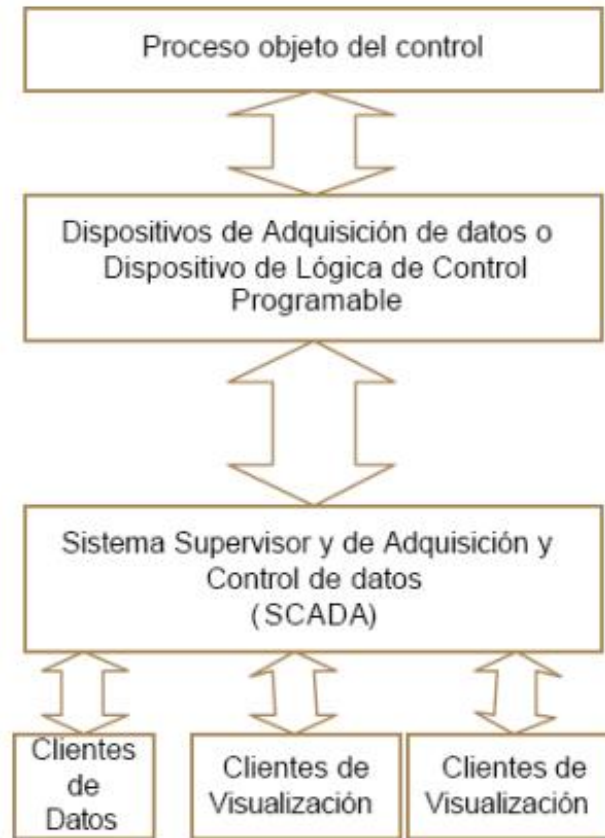 Proceso objeto del control
Dispositivos de Adquisición de datos o
Dispositivo de Lógica de Control
Programable
Sistema Supervisor y de Adquisición y
Control de datos
(SCADA)
Clientes
de
Datos
Clientes de
Visualización
Clientes de
Visualización